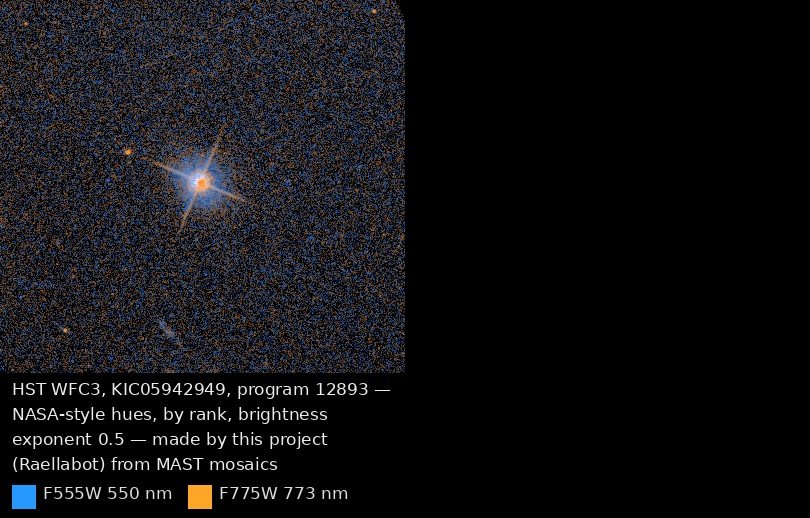 HST WFC3, KIC05942949, program 12893 —
NASA-style hues, by rank, brightness
exponent 0.5 — made by this project
(Raellabot) from MAST mosaics
F555W 550 nm F775W 773 nm